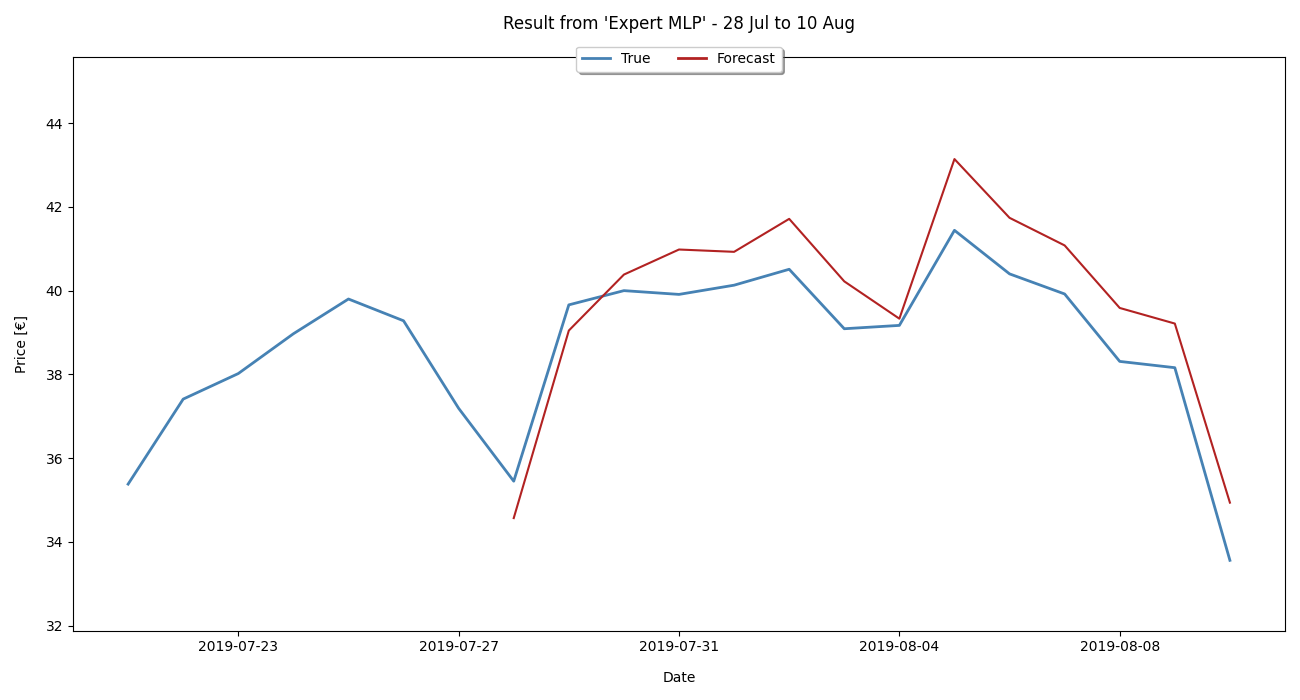 Result from 'Expert MLP' - 28 Jul to 10 Aug
True
Forecast
Price [€]
44
42
40
38
36
34
32
2019-07-23
2019-07-27
2019-07-31
2019-08-04
2019-08-08
Date